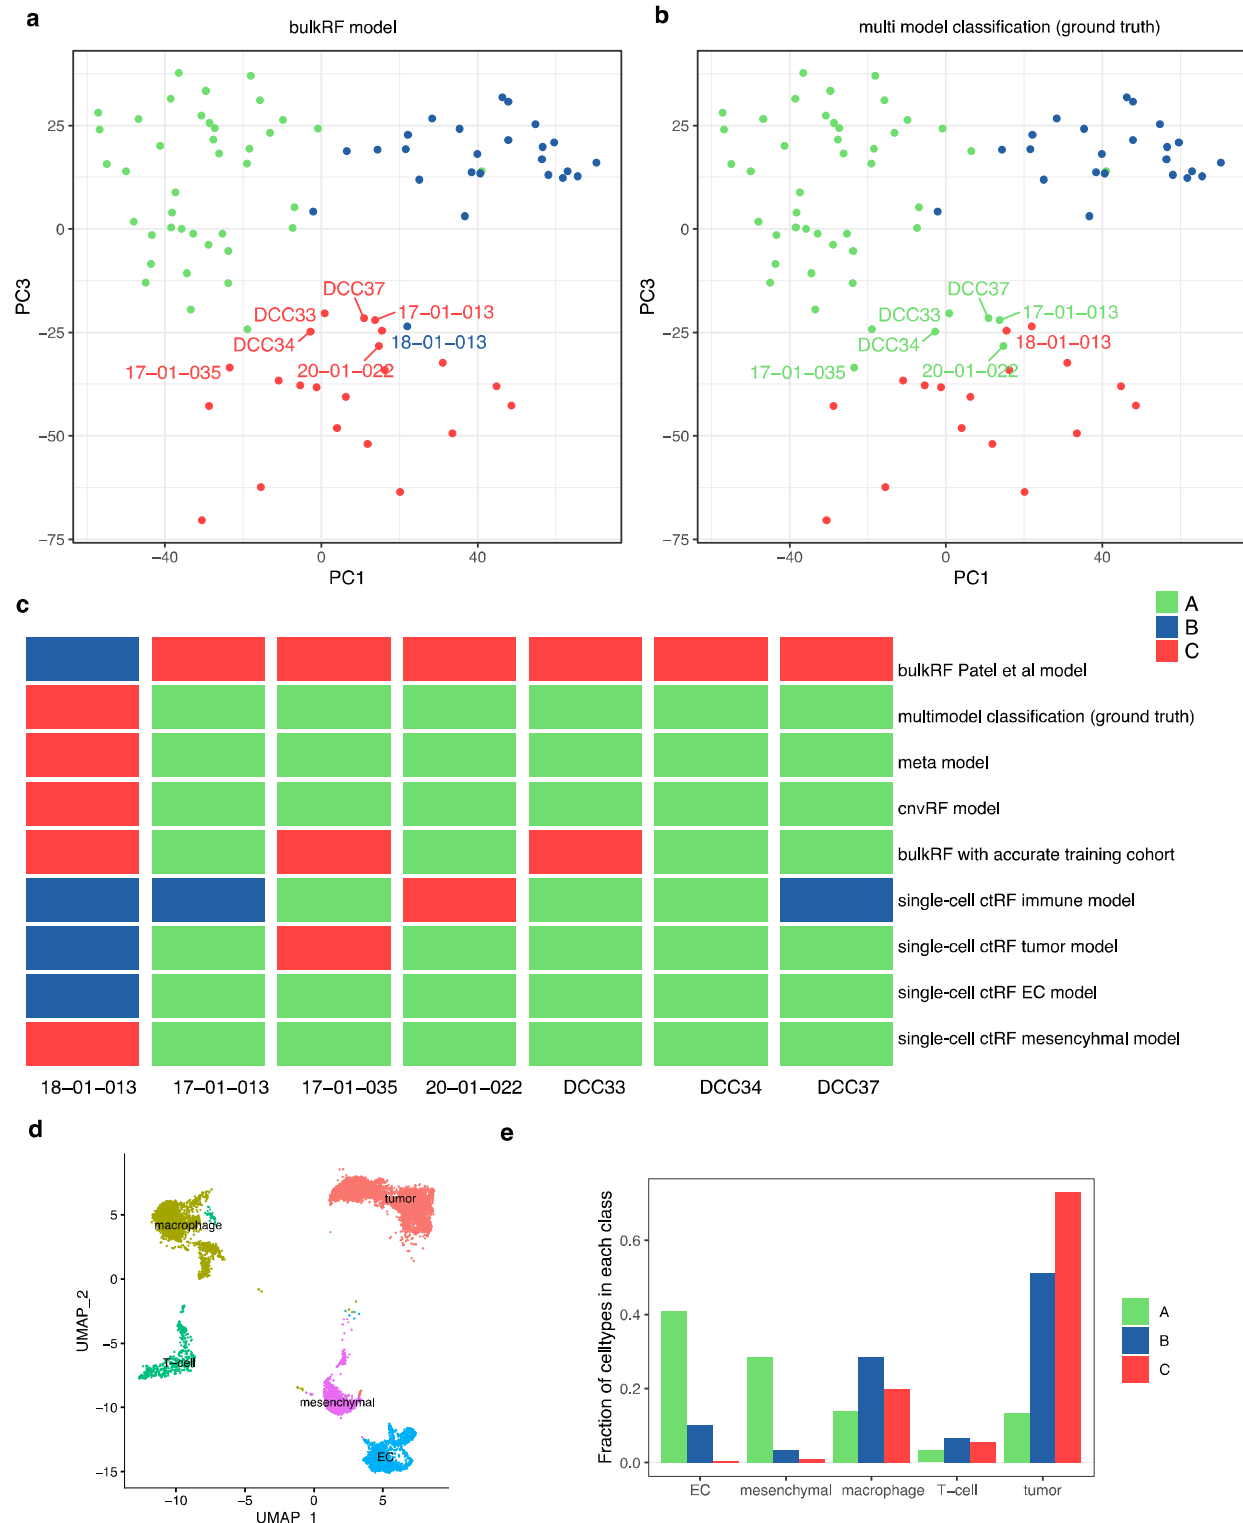 a
bulkRF model
b
multi model classification (ground truth)
25
0
−25
−50
−75
PC3
−40
0
40
PC1
DCC37
DCC33
17−01−013
DCC34
18−01−013
17−01−035
20−01−022
25
0
−25
−50
−75
PC3
−40
0
40
PC1
DCC37
DCC33
17−01−013
DCC34
18−01−013
17−01−035
20−01−022
c
A
B
C
bulkRF Patel et al model
multimodel classification (ground truth)
meta model
cnvRF model
bulkRF with accurate training cohort
single-cell ctRF immune model
single-cell ctRF tumor model
single-cell ctRF EC model
single-cell ctRF mesencyhmal model
18−01−013
17−01−013
17−01−035
20−01−022
DCC33
DCC34
DCC37
d
UMAP_2
5
0
−5
−10
−15
macrophage
tumor
T−cell
mesenchymal
EC
−10
−5
0
5
UMAP_1
e
Fraction of celltypes in each class
0.6
0.4
0.2
0.0
EC
mesenchymal
macrophage
T−cell
tumor
A
B
C